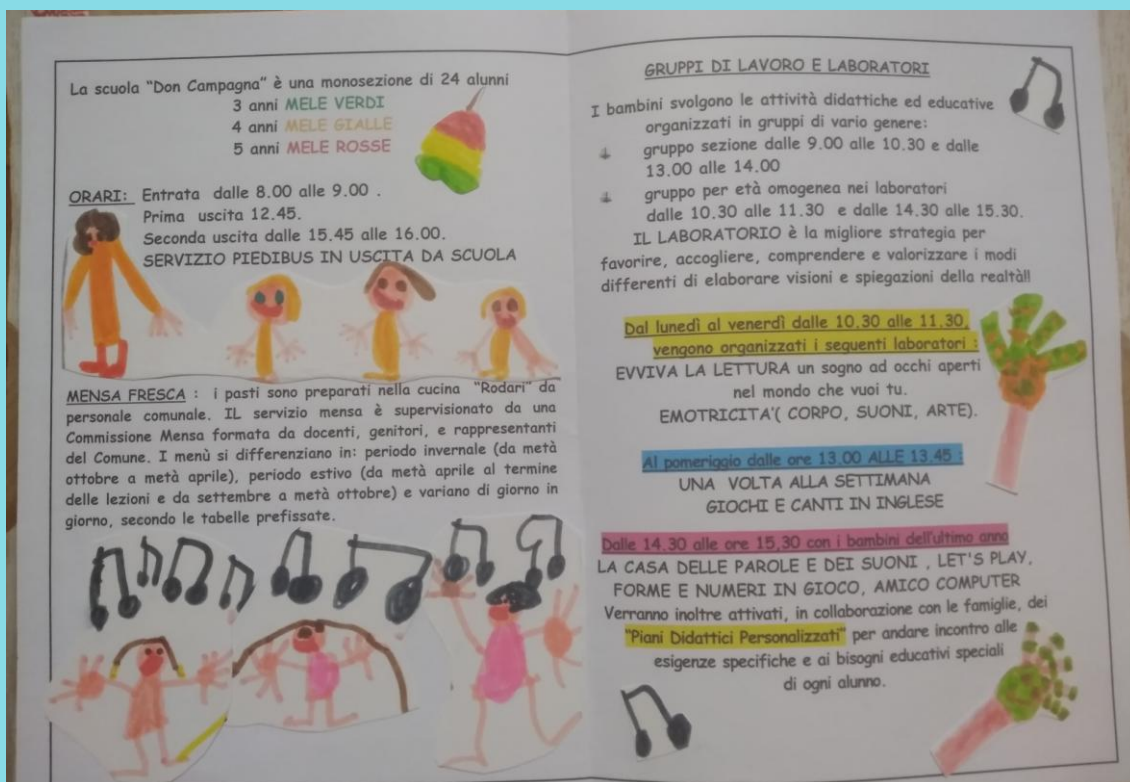 La scuola "Don Campagna" è una monosezione di 24 alunni
3 anni MELE VERDI
4 anni MELE GIALLE
5 anni MELE ROSSE
ORARI: Entrata dalle 8.00 alle 9.00 .
Prima uscita 12.45.
Seconda uscita dalle 15.45 alle 16.00.
SERVIZIO PIEDIBUS IN USCITA DA SCUOLA
MENSA FRESCA : i pasti sono preparati nella cucina "Rodari" da
personale comunale. IL servizio mensa è supervisionato da una
Commissione Mensa formata da docenti, genitori, e rappresentanti
del Comune. I menù si differenziano in: periodo invernale (da metà
ottobre a metà aprile), periodo estivo (da metà aprile al termine
delle lezioni e da settembre a metà ottobre) e variano di giorno in
giorno, secondo le tabelle prefissate.
GRUPPI DI LAVORO E LABORATORI
I bambini svolgono le attività didattiche ed educative
organizzati in gruppi di vario genere:
gruppo sezione dalle 9.00 alle 10.30 e dalle
13.00 alle 14.00
gruppo per età omogenea nei laboratori
dalle 10.30 alle 11.30 e dalle 14.30 alle 15.30.
IL LABORATORIO è la migliore strategia per
favorire, accogliere, comprendere e valorizzare i modi
differenti di elaborare visioni e spiegazioni della realtà!!
Dal lunedì al venerdì dalle 10.30 alle 11.30,
vengono organizzati i seguenti laboratori :
EVVIVA LA LETTURA un sogno ad occhi aperti
nel mondo che vuoi tu.
EMOTRICITA'( CORPO, SUONI, ARTE).
Al pomeriggio dalle ore 13.00 ALLE 13.45 :
UNA VOLTA ALLA SETTIMANA
GIOCHI E CANTI IN INGLESE
Dalle 14.30 alle ore 15,30 con i bambini dell'ultimo anno
LA CASA DELLE PAROLE E DEI SUONI , LET'S PLAY,
FORME E NUMERI IN GIOCO, AMICO COMPUTER
Verranno inoltre attivati, in collaborazione con le famiglie, dei
"Piani Didattici Personalizzati" per andare incontro alle
esigenze specifiche e ai bisogni educativi speciali
di ogni alunno.